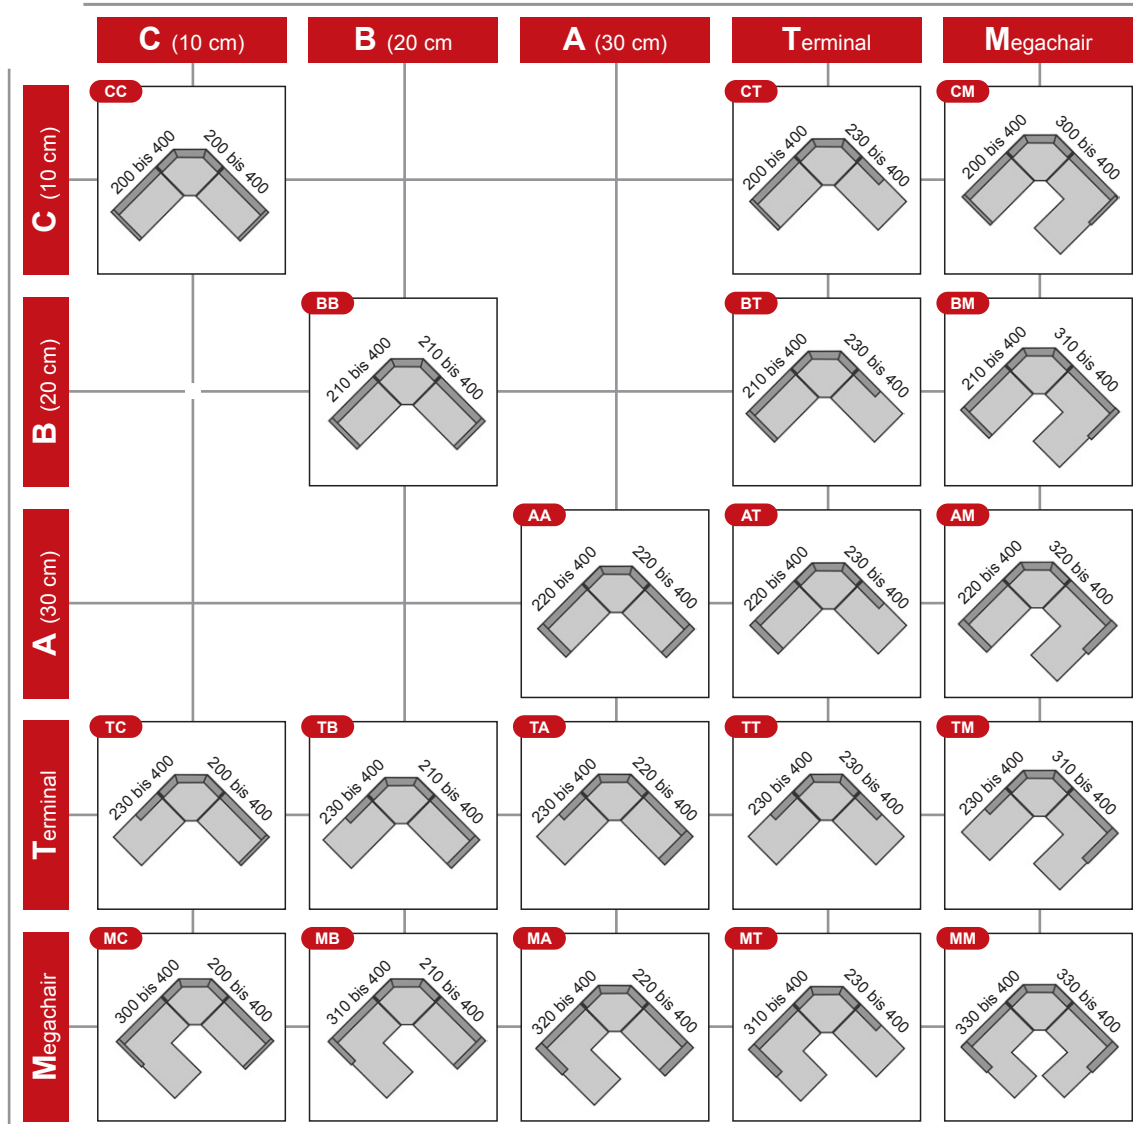 C (10 cm)
B (20 cm
A (30 cm)
Terminal
Megachair
C (10 cm)
CC
200 bis 400
200 bis 400
CT
200 bis 400
230 bis 400
CM
200 bis 400
300 bis 400
B (20 cm)
BB
210 bis 400
210 bis 400
BT
210 bis 400
230 bis 400
BM
210 bis 400
310 bis 400
A (30 cm)
AA
220 bis 400
220 bis 400
AT
220 bis 400
230 bis 400
AM
220 bis 400
320 bis 400
Terminal
TC
230 bis 400
200 bis 400
TB
230 bis 400
210 bis 400
TA
230 bis 400
220 bis 400
TT
230 bis 400
230 bis 400
TM
230 bis 400
310 bis 400
Megachair
MC
300 bis 400
200 bis 400
MB
310 bis 400
210 bis 400
MA
320 bis 400
220 bis 400
MT
310 bis 400
230 bis 400
MM
330 bis 400
330 bis 400